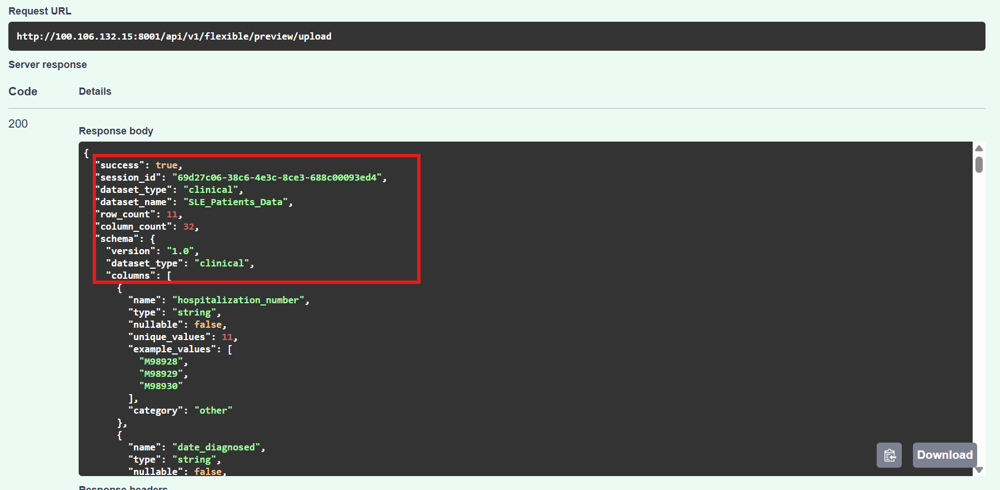 Request URL
http://100.106.132.15:8001/api/v1/flexible/preview/upload
Server response
Code Details
200
Response body
{
"success": true,
"session_id": "69d27c06-38c6-4e3c-8ce3-688c00093ed4",
"dataset_type": "clinical",
"dataset_name": "SLE_Patients_Data",
"row_count": 11,
"column_count": 32,
"schema": {
"version": "1.0",
"dataset_type": "clinical",
"columns": [
{
"name": "hospitalization_number",
"type": "string",
"nullable": false,
"unique_values": 11,
"example_values": [
"M98928",
"M98929",
"M98930"
],
"category": "other"
},
{
"name": "date_diagnosed",
"type": "string",
"nullable": false,
Download
Response headers